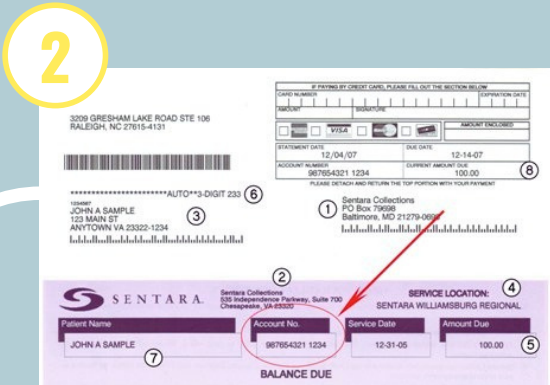 2
IF PAYING BY CREDIT CARD, PLEASE FILL OUT THE SECTION BELOW
CARD NUMBER
EXPIRATION DATE
AMOUNT
SIGNATURE
VISA
AMOUNT ENCLOSED
3209 GRESHAM LAKE ROAD STE 106
RALEIGH, NC 27615-4131
STATEMENT DATE
DUE DATE
12/04/07
12-14-07
ACCOUNT NUMBER
CURRENT AMOUNT DUE
987654321 1234
100.00
8
PLEASE DETACH AND RETURN THE TOP PORTION WITH YOUR PAYMENT
AUTO**3-DIGIT 233
6
1234567
JOHN A SAMPLE
123 MAIN ST
ANYTOWN VA 23322-1234
3
1
Sentara Collections
PO Box 79698
Baltimore, MD 21279-0698
2
SENTARA
Sentara Collections
535 Independence Parkway, Suite 700
Chesapeake, VA 23320
SERVICE LOCATION:
4
SENTARA WILLIAMSBURG REGIONAL
Patient Name
Account No.
Service Date
Amount Due
JOHN A SAMPLE
987654321 1234
12-31-05
100.00
5
7
BALANCE DUE